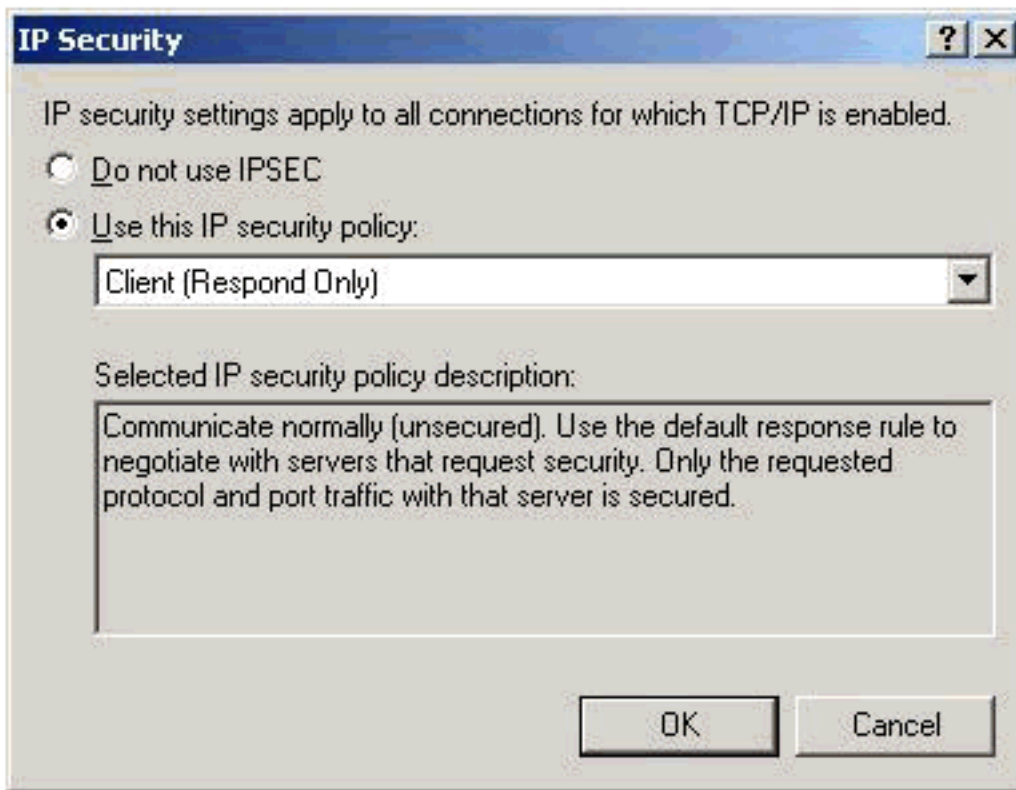 IP Security
IP security settings apply to all connections for which TCP/IP is enabled.
Do not use IPSEC
Use this IP security policy:
Client (Respond Only)
Selected IP security policy description:
Communicate normally (unsecured). Use the default response rule to
negotiate with servers that request security. Only the requested
protocol and port traffic with that server is secured.
OK Cancel